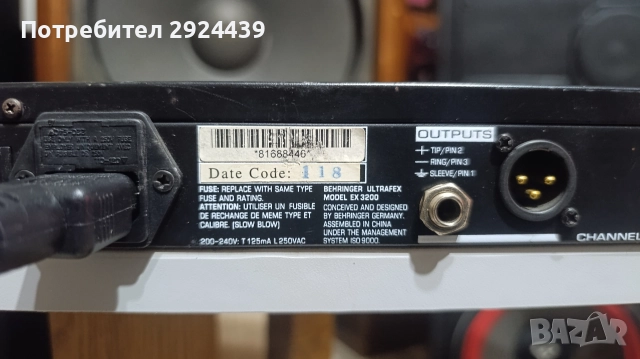 Потребител 2924439
*81688446*
Date Code: 118
FUSE: REPLACE WITH SAME TYPE
FUSE AND RATING.
ATTENTION: UTILISER UN FUSIBLE
DE RECHANGE DE MEME TYPE ET
CALIBRE. (SLOW BLOW)
200-240V: T 125mA L 250VAC
BEHRINGER ULTRAFEX
MODEL EX 3200
CONCEIVED AND DESIGNED
BY BEHRINGER GERMANY.
ASSEMBLED IN CHINA
UNDER THE MANAGEMENT
SYSTEM ISO 9000.
OUTPUTS
TIP/PIN 2
RING/PIN 3
SLEEVE/PIN 1
CHANNEL
BAZAR